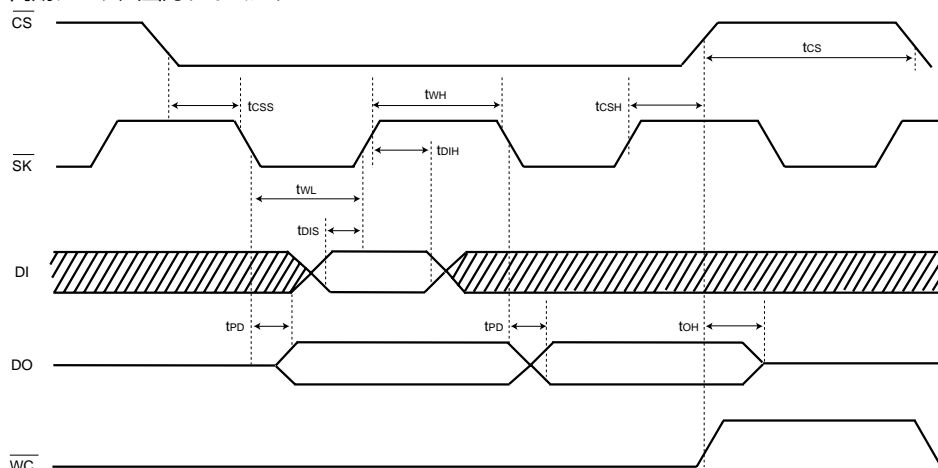 CS
tCS
tCSS
tWH
tCSH
SK
tDIH
tWL
tDIS
DI
tPD
tPD
tOH
DO
WC